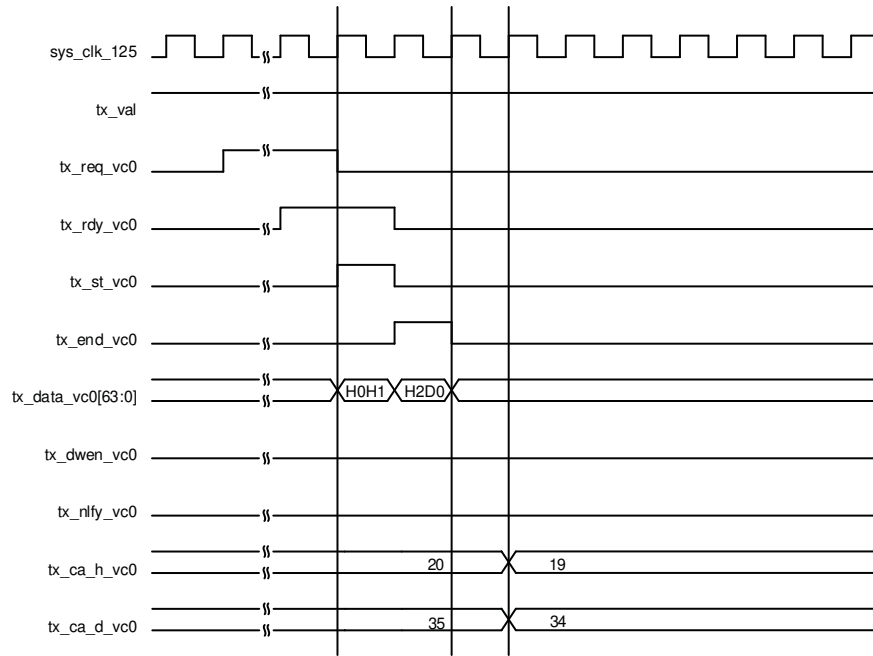 sys_clk_125
tx_val
tx_req_vc0
tx_rdy_vc0
tx_st_vc0
tx_end_vc0
tx_data_vc0[63:0] H0H1 H2D0
tx_dwen_vc0
tx_nlfy_vc0
tx_ca_h_vc0 20 19
tx_ca_d_vc0 35 34